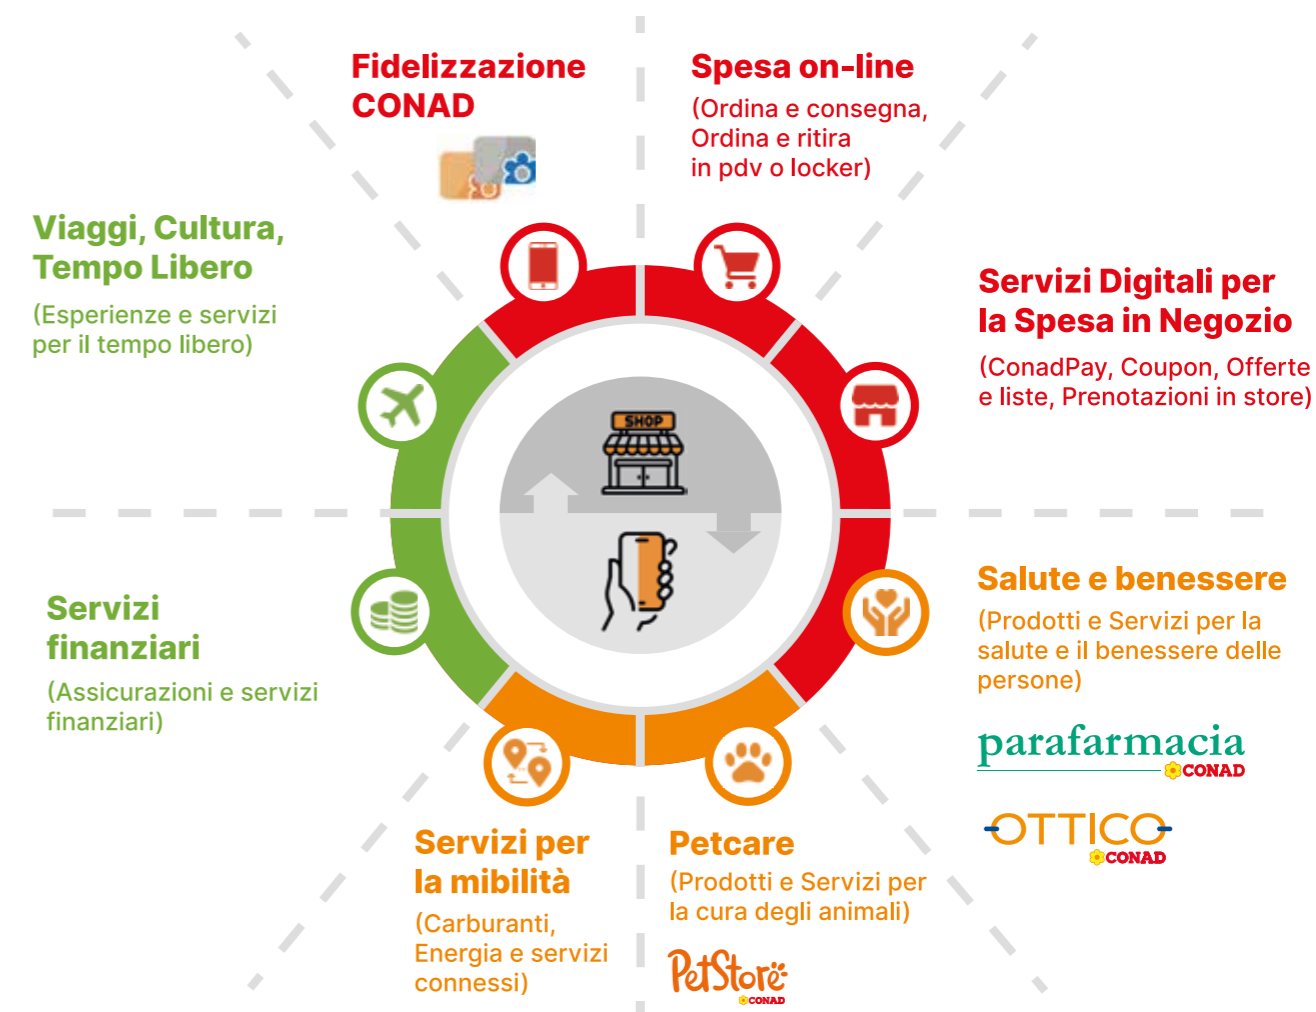 Fidelizzazione
CONAD
Spesa on-line
(Ordina e consegna,
Ordina e ritira
in pdv o locker)
Viaggi, Cultura,
Tempo Libero
(Esperienze e servizi
per il tempo libero)
Servizi Digitali per
la Spesa in Negozio
(ConadPay, Coupon, Offerte
e liste, Prenotazioni in store)
SHOP
Servizi
finanziari
(Assicurazioni e servizi
finanziari)
Salute e benessere
(Prodotti e Servizi per la
salute e il benessere delle
persone)
parafarmacia
CONAD
OTTICO
CONAD
Servizi per
la mibilità
(Carburanti,
Energia e servizi
connessi)
Petcare
(Prodotti e Servizi per
la cura degli animali)
PetStore
CONAD